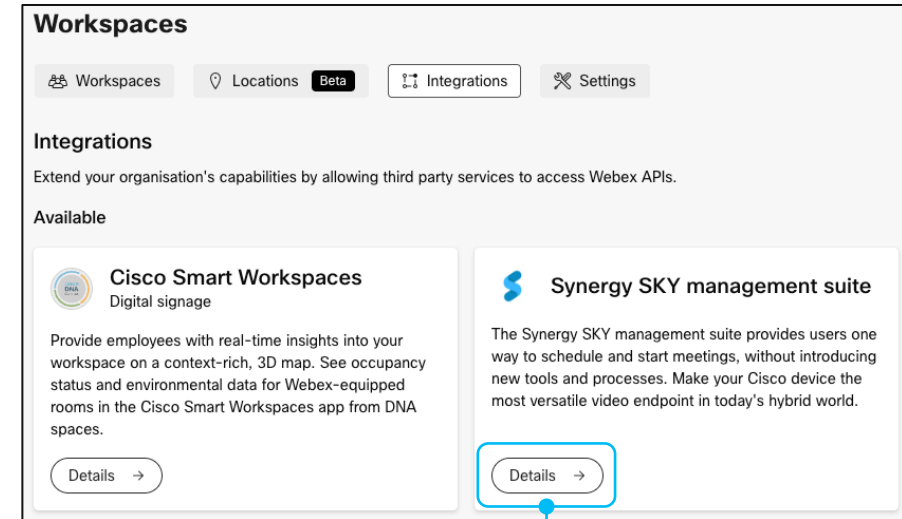 Workspaces
Workspaces
Locations Beta
Integrations
Settings
Integrations
Extend your organisation's capabilities by allowing third party services to access Webex APIs.
Available
Cisco Smart Workspaces
Digital signage
Provide employees with real-time insights into your
workspace on a context-rich, 3D map. See occupancy
status and environmental data for Webex-equipped
rooms in the Cisco Smart Workspaces app from DNA
spaces.
Details →
Synergy SKY management suite
The Synergy SKY management suite provides users one
way to schedule and start meetings, without introducing
new tools and processes. Make your Cisco device the
most versatile video endpoint in today's hybrid world.
Details →